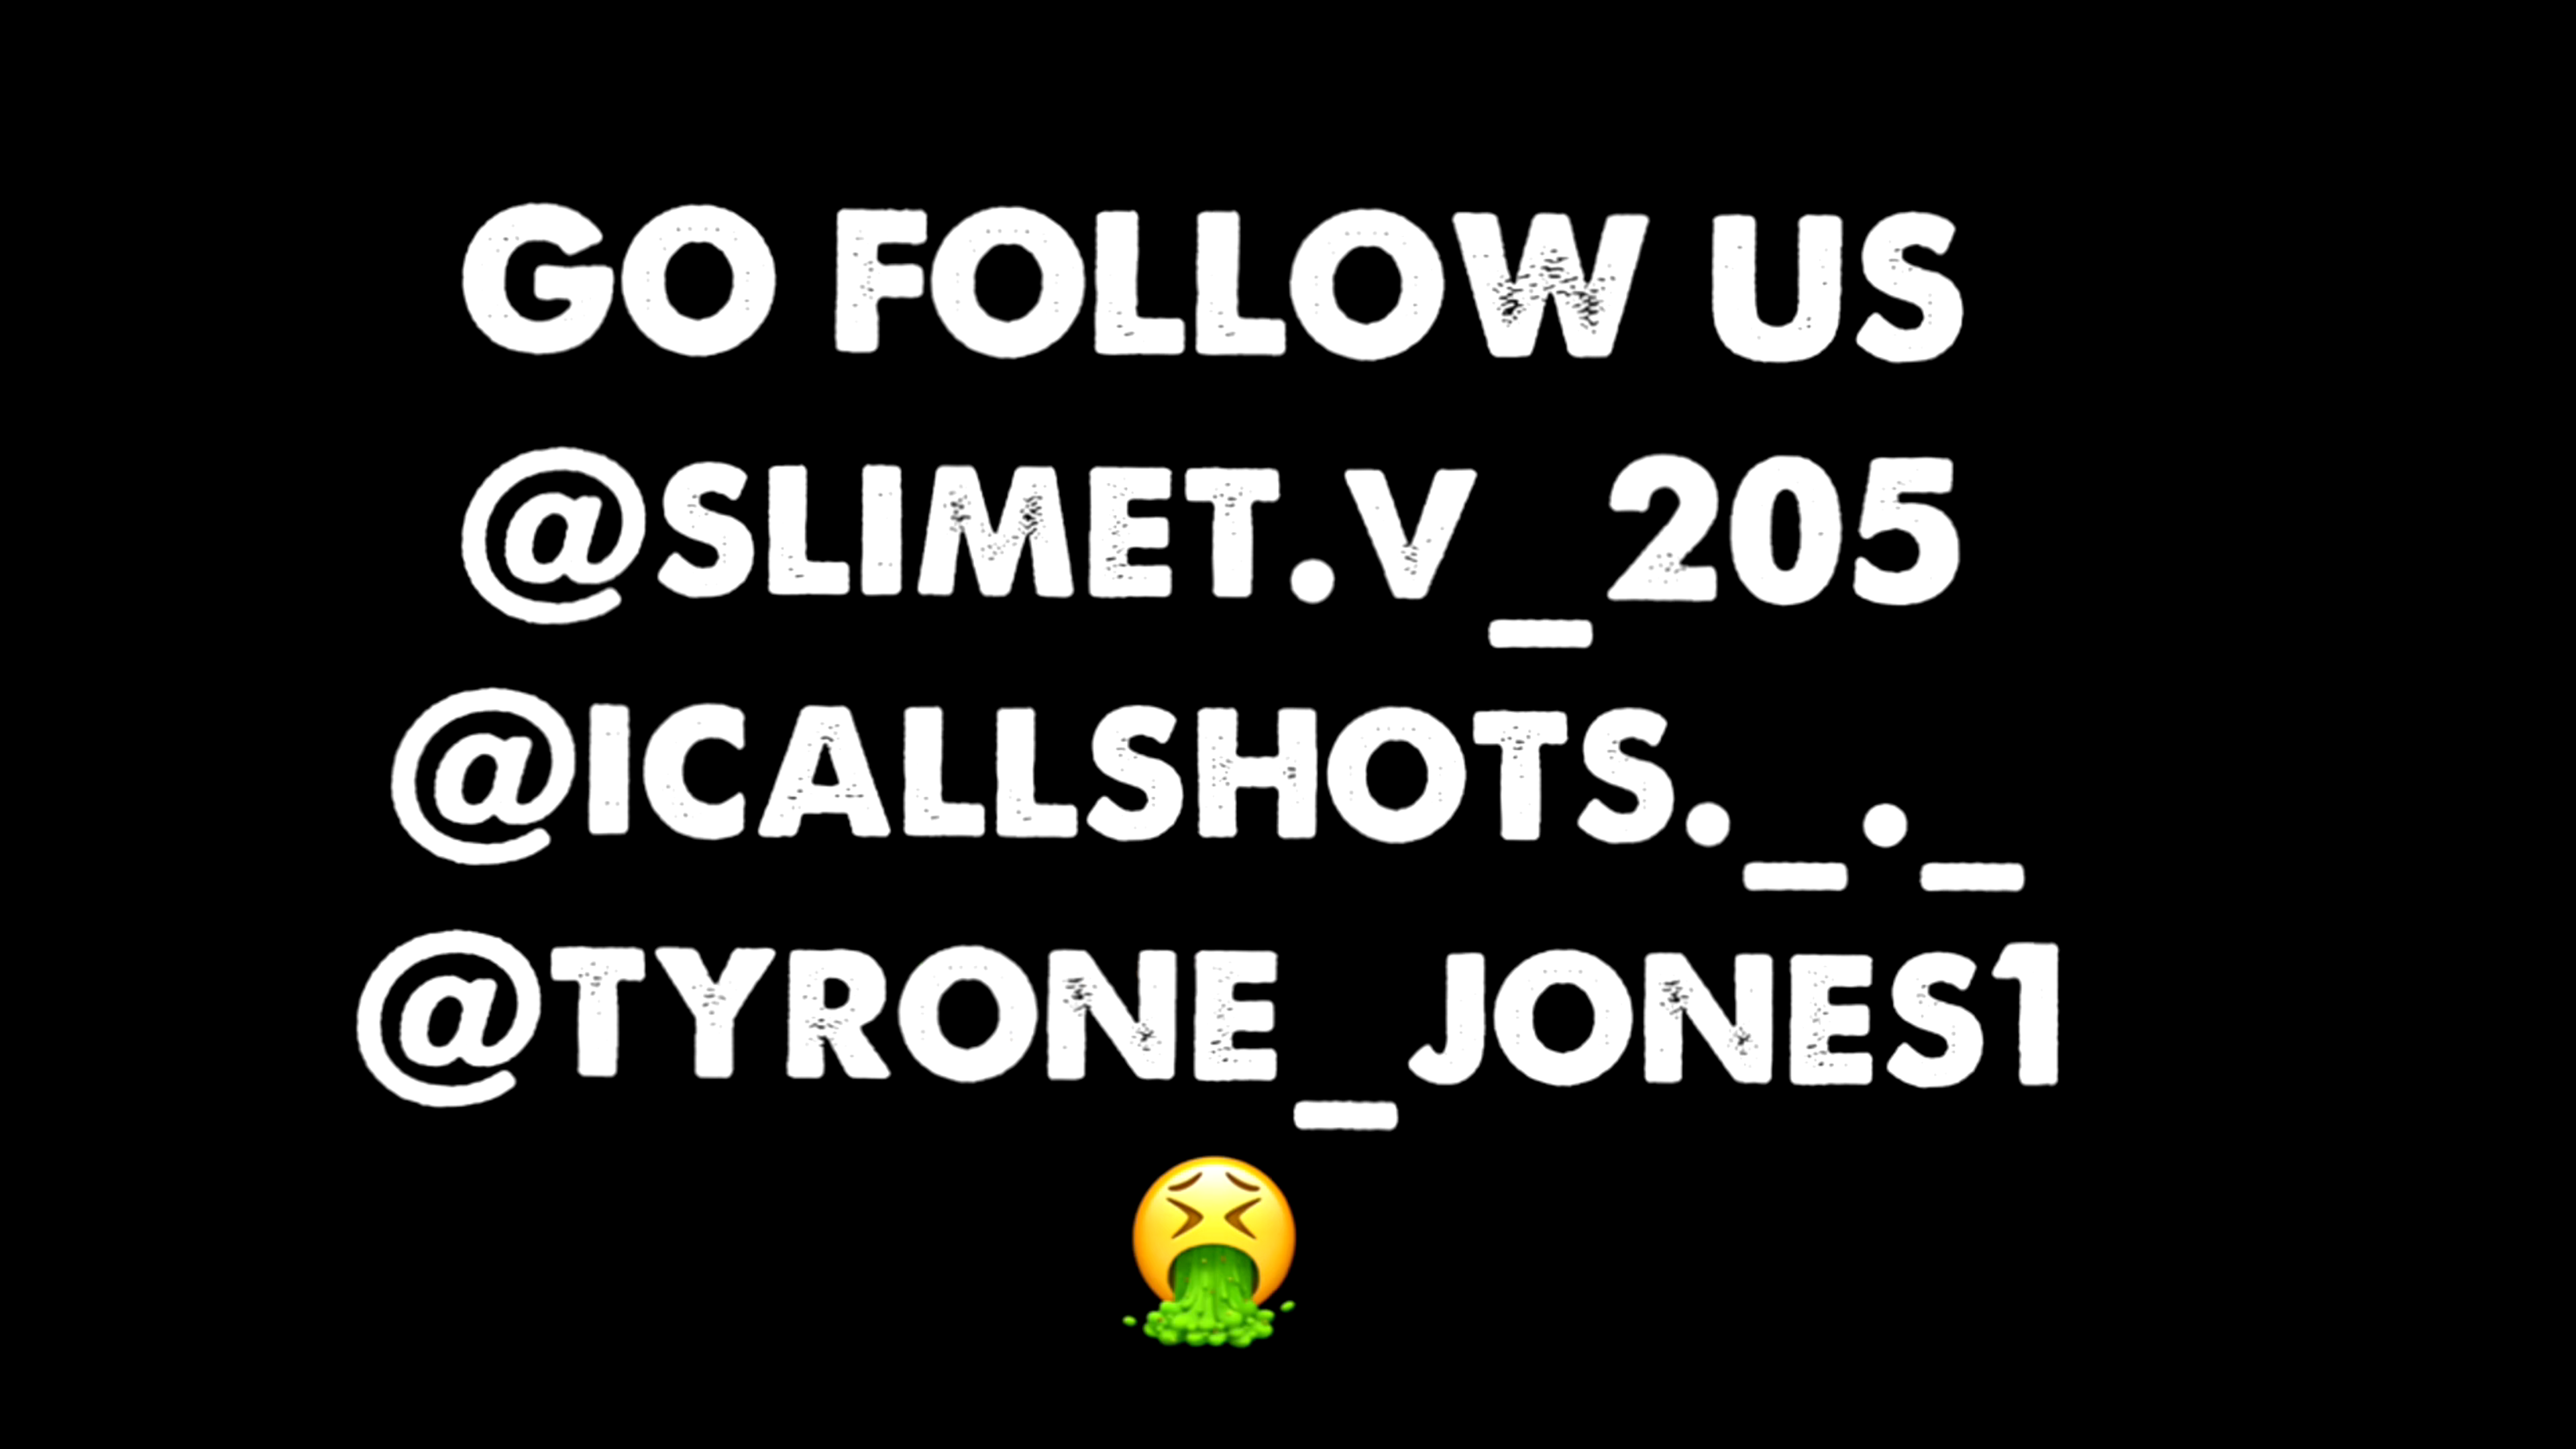 GO FOLLOW US
@SLIMET.V_205
@ICALLSHOTS._._
@TYRONE_JONES1
🤮